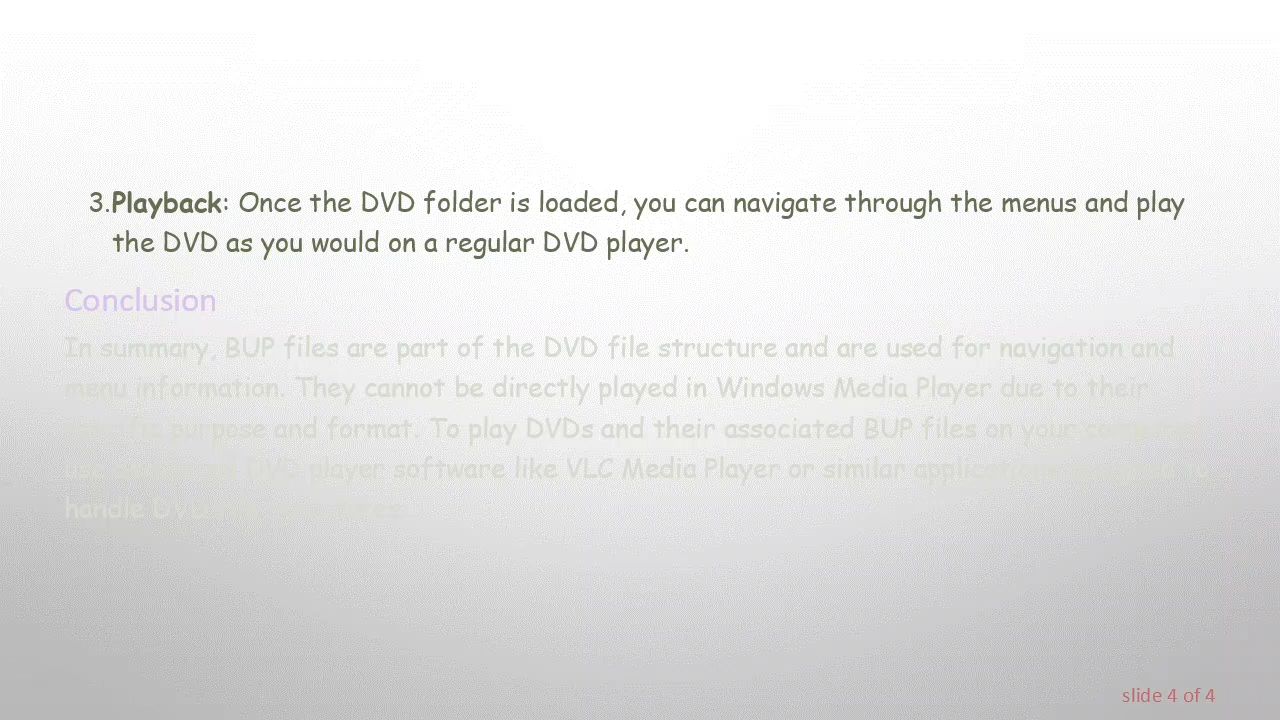 3.Playback: Once the DVD folder is loaded, you can navigate through the menus and play
the DVD as you would on a regular DVD player.
Conclusion
In summary, BUP files are part of the DVD file structure and are used for navigation and
menu information. They cannot be directly played in Windows Media Player due to their
specific purpose and format. To play DVDs and their associated BUP files on your computer,
DVD player software like VLC Media Player or similar applications to
handle DVD
slide 4 of 4